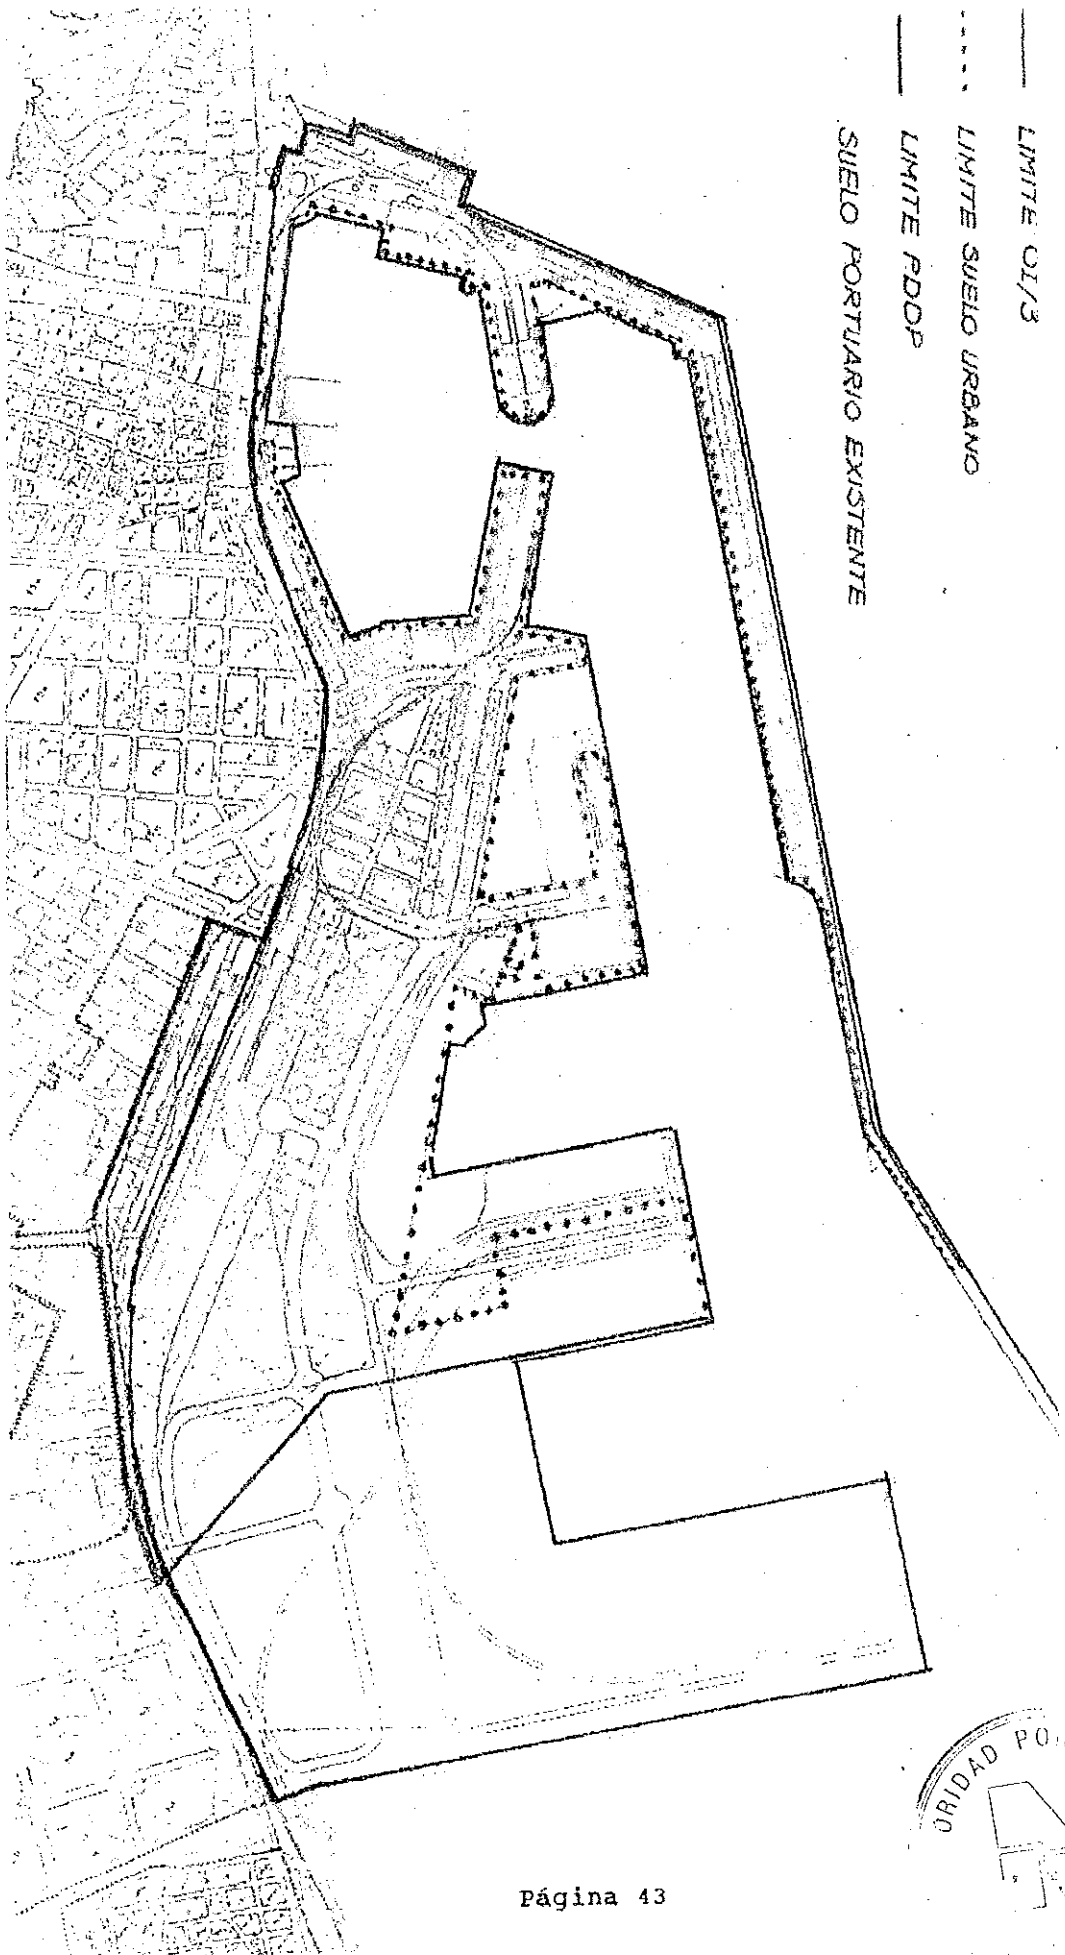 LIMITE OI/3
LIMITE SUELO URBANO
LIMITE PDOP
SUELO PORTUARIO EXISTENTE
ORIDAD PO
Página 43